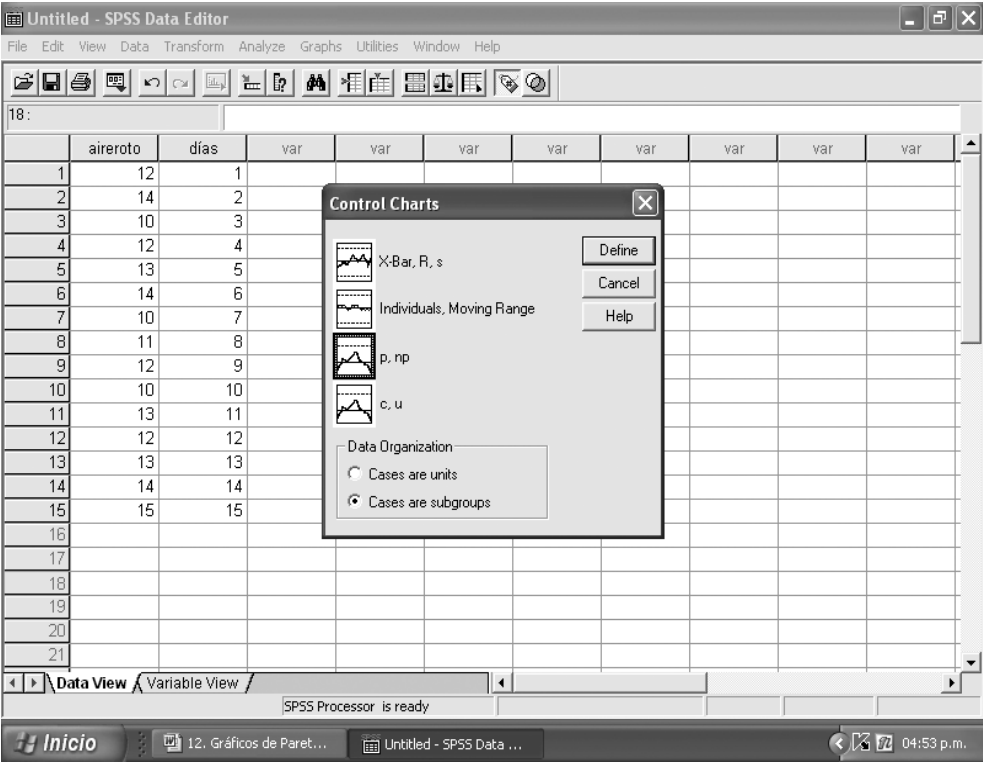 Untitled - SPSS Data Editor
File Edit View Data Transform Analyze Graphs Utilities Window Help
18 :
aireroto días var var var var var var var var
1 12 1
2 14 2
3 10 3
4 12 4
5 13 5
6 14 6
7 10 7
8 11 8
9 12 9
10 10 10
11 13 11
12 12 12
13 13 13
14 14 14
15 15 15
16
17
18
19
20
21
Control Charts
X-Bar, R, s
Individuals, Moving Range
p, np
c, u
Define
Cancel
Help
Data Organization
Cases are units
Cases are subgroups
Data View Variable View
SPSS Processor is ready
Inicio 12. Gráficos de Paret... Untitled - SPSS Data ... 04:53 p.m.